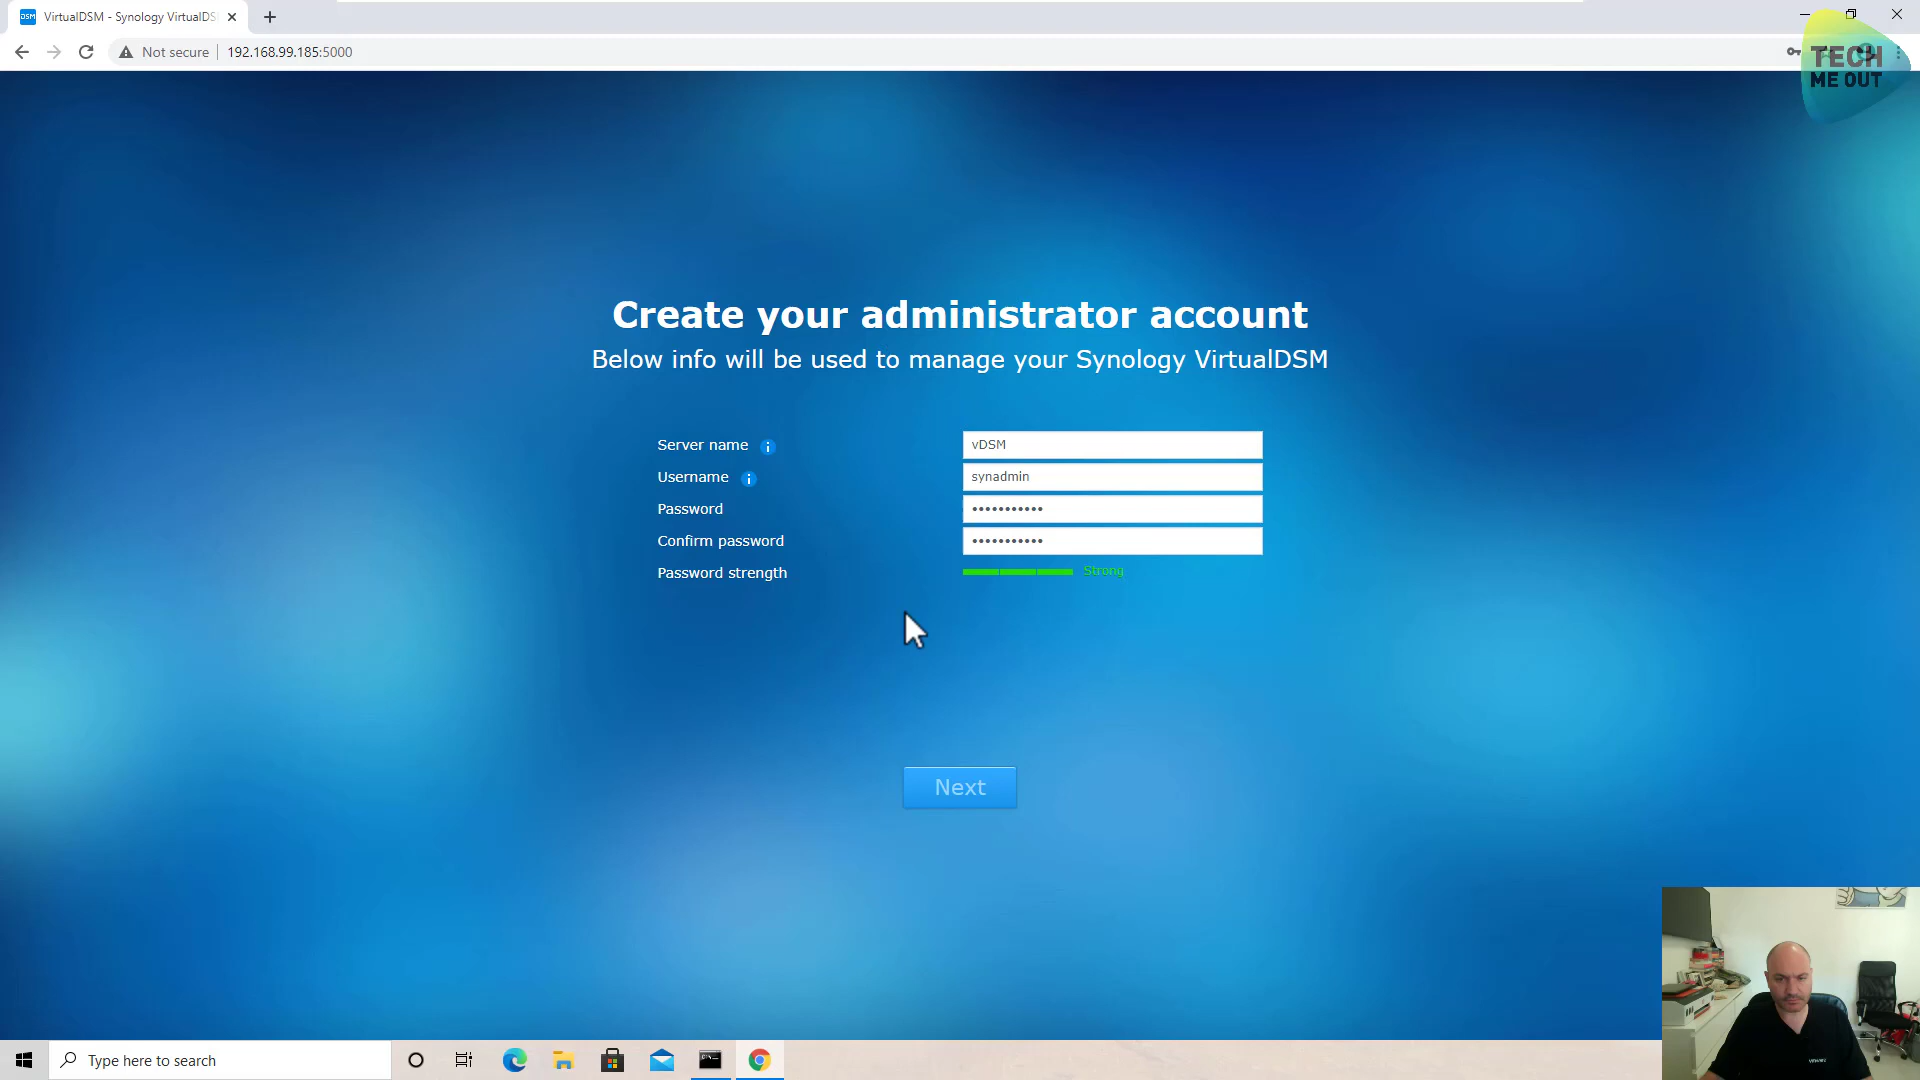 VirtualDSM - Synology VirtualDS
Not secure
192.168.99.185:5000
TECH
ME OUT
Create your administrator account
Below info will be used to manage your Synology VirtualDSM
Server name
vDSM
Username
synadmin
Password
•••••••••••
Confirm password
•••••••••••
Password strength
Strong
Next
Type here to search